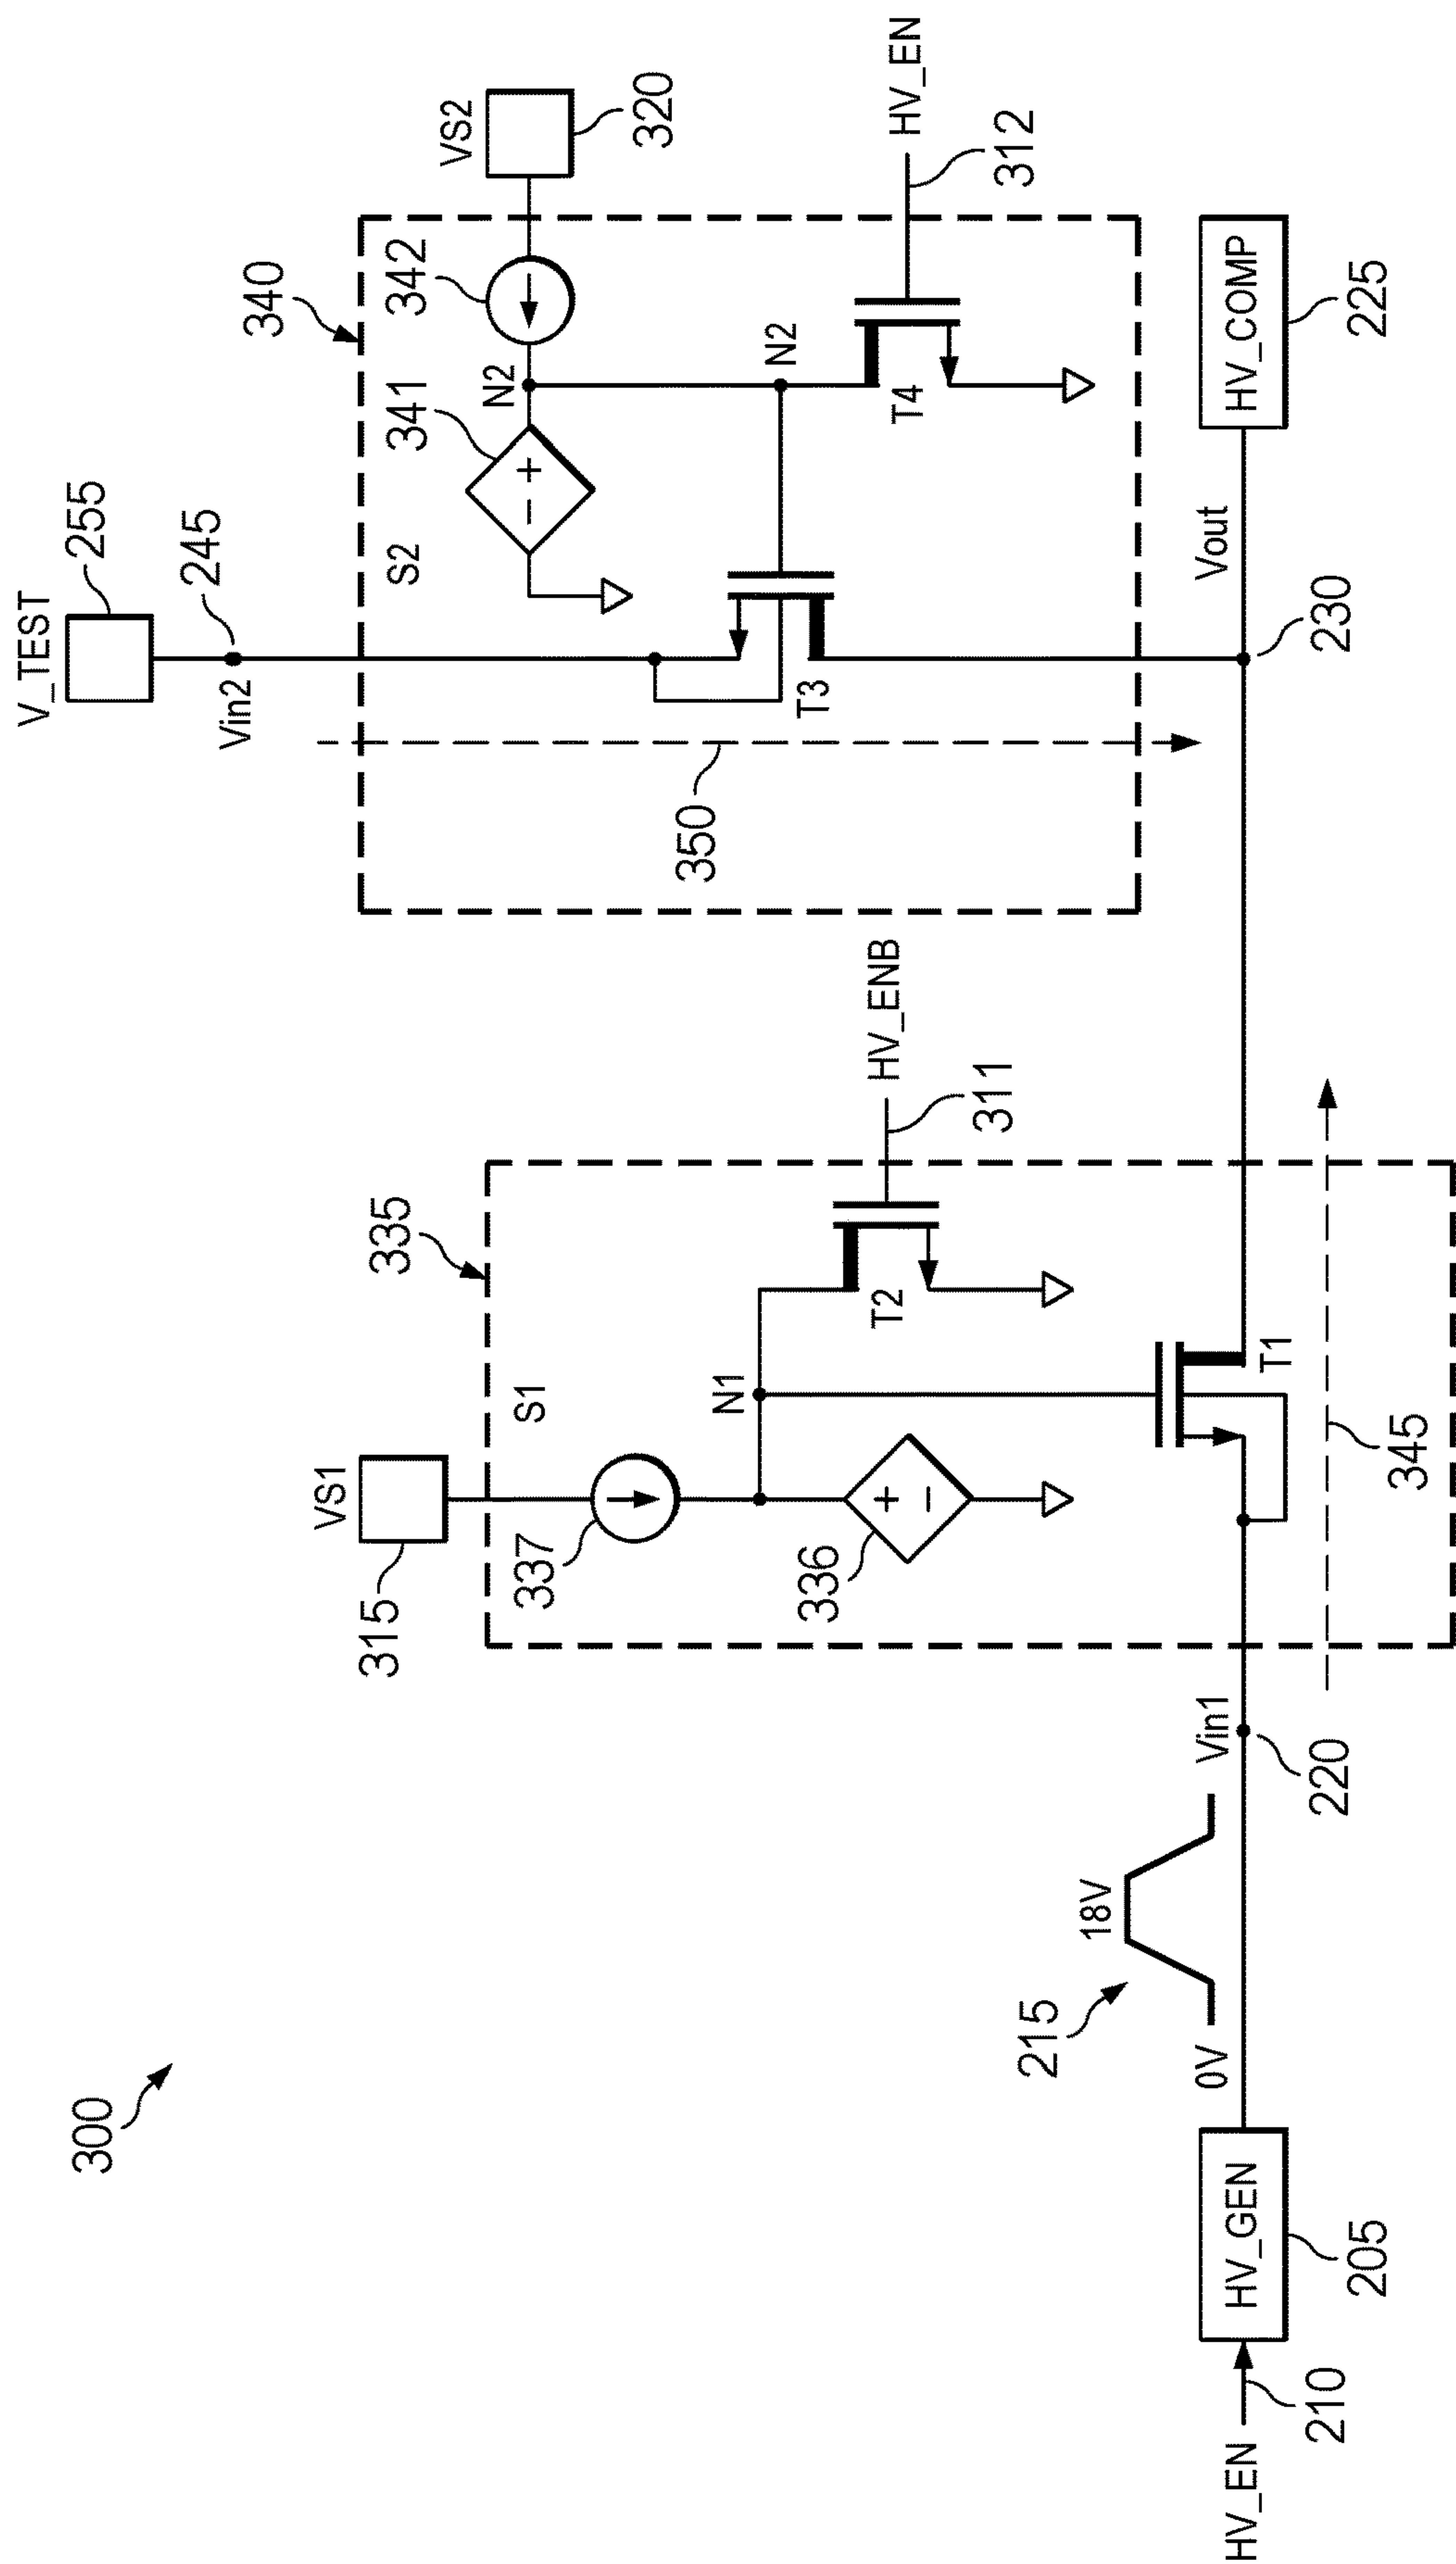 300
HV_EN
210
HV_GEN
205
0V
215
18V
Vin1
220
335
VS1
315
S1
337
N1
336
T2
HV_ENB
311
T1
345
V_TEST
255
245
Vin2
340
S2
341
N2
342
VS2
320
N2
T3
T4
HV_EN
312
350
Vout
230
HV_COMP
225
+
-
- +